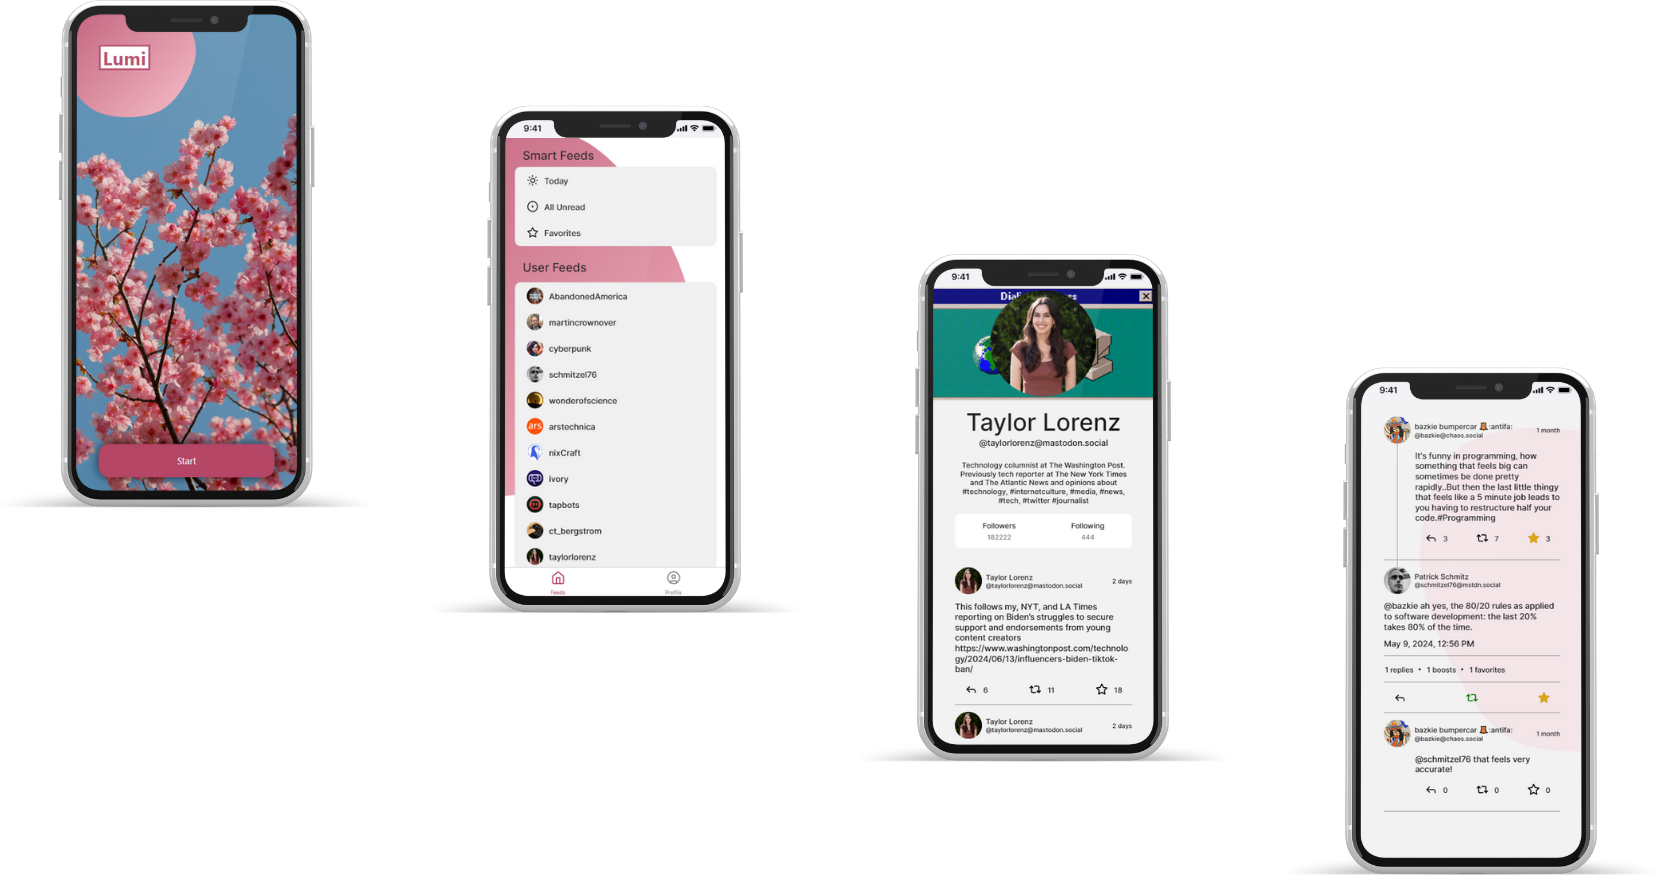 Lumi
Start
9:41
Smart Feeds
Today
All Unread
Favorites
User Feeds
AbandonedAmerica
martincrownover
cyberpunk
schmitzel76
wonderofscience
ars arstechnica
nixCraft
ivory
tapbots
ct_bergstrom
taylorlorenz
Feeds
Profile
9:41
Taylor Lorenz
@taylorlorenz@mastodon.social
Technology columnist at The Washington Post.
Previously tech reporter at The New York Times
and The Atlantic News and opinions about
#technology, #internetculture, #media, #news,
#tech, #twitter #journalist
Followers Following
182222 444
Taylor Lorenz
@taylorlorenz@mastodon.social 2 days
This follows my, NYT, and LA Times
reporting on Biden's struggles to secure
support and endorsements from young
content creators
https://www.washingtonpost.com/technolo
gy/2024/06/13/influencers-biden-tiktok-
ban/
6 11 18
Taylor Lorenz
@taylorlorenz@mastodon.social 2 days
9:41
bazkie bumpercar :antifa:
@bazkie@chaos.social 1 month
It's funny in programming, how
something that feels big can
sometimes be done pretty
rapidly..But then the last little thingy
that feels like a 5 minute job leads to
you having to restructure half your
code.#Programming
3 7 3
Patrick Schmitz
@schmitzel76@mstdn.social
@bazkie ah yes, the 80/20 rules as applied
to software development: the last 20%
takes 80% of the time.
May 9, 2024, 12:56 PM
1 replies • 1 boosts • 1 favorites
bazkie bumpercar :antifa:
@bazkie@chaos.social 1 month
@schmitzel76 that feels very
accurate!
0 0 0